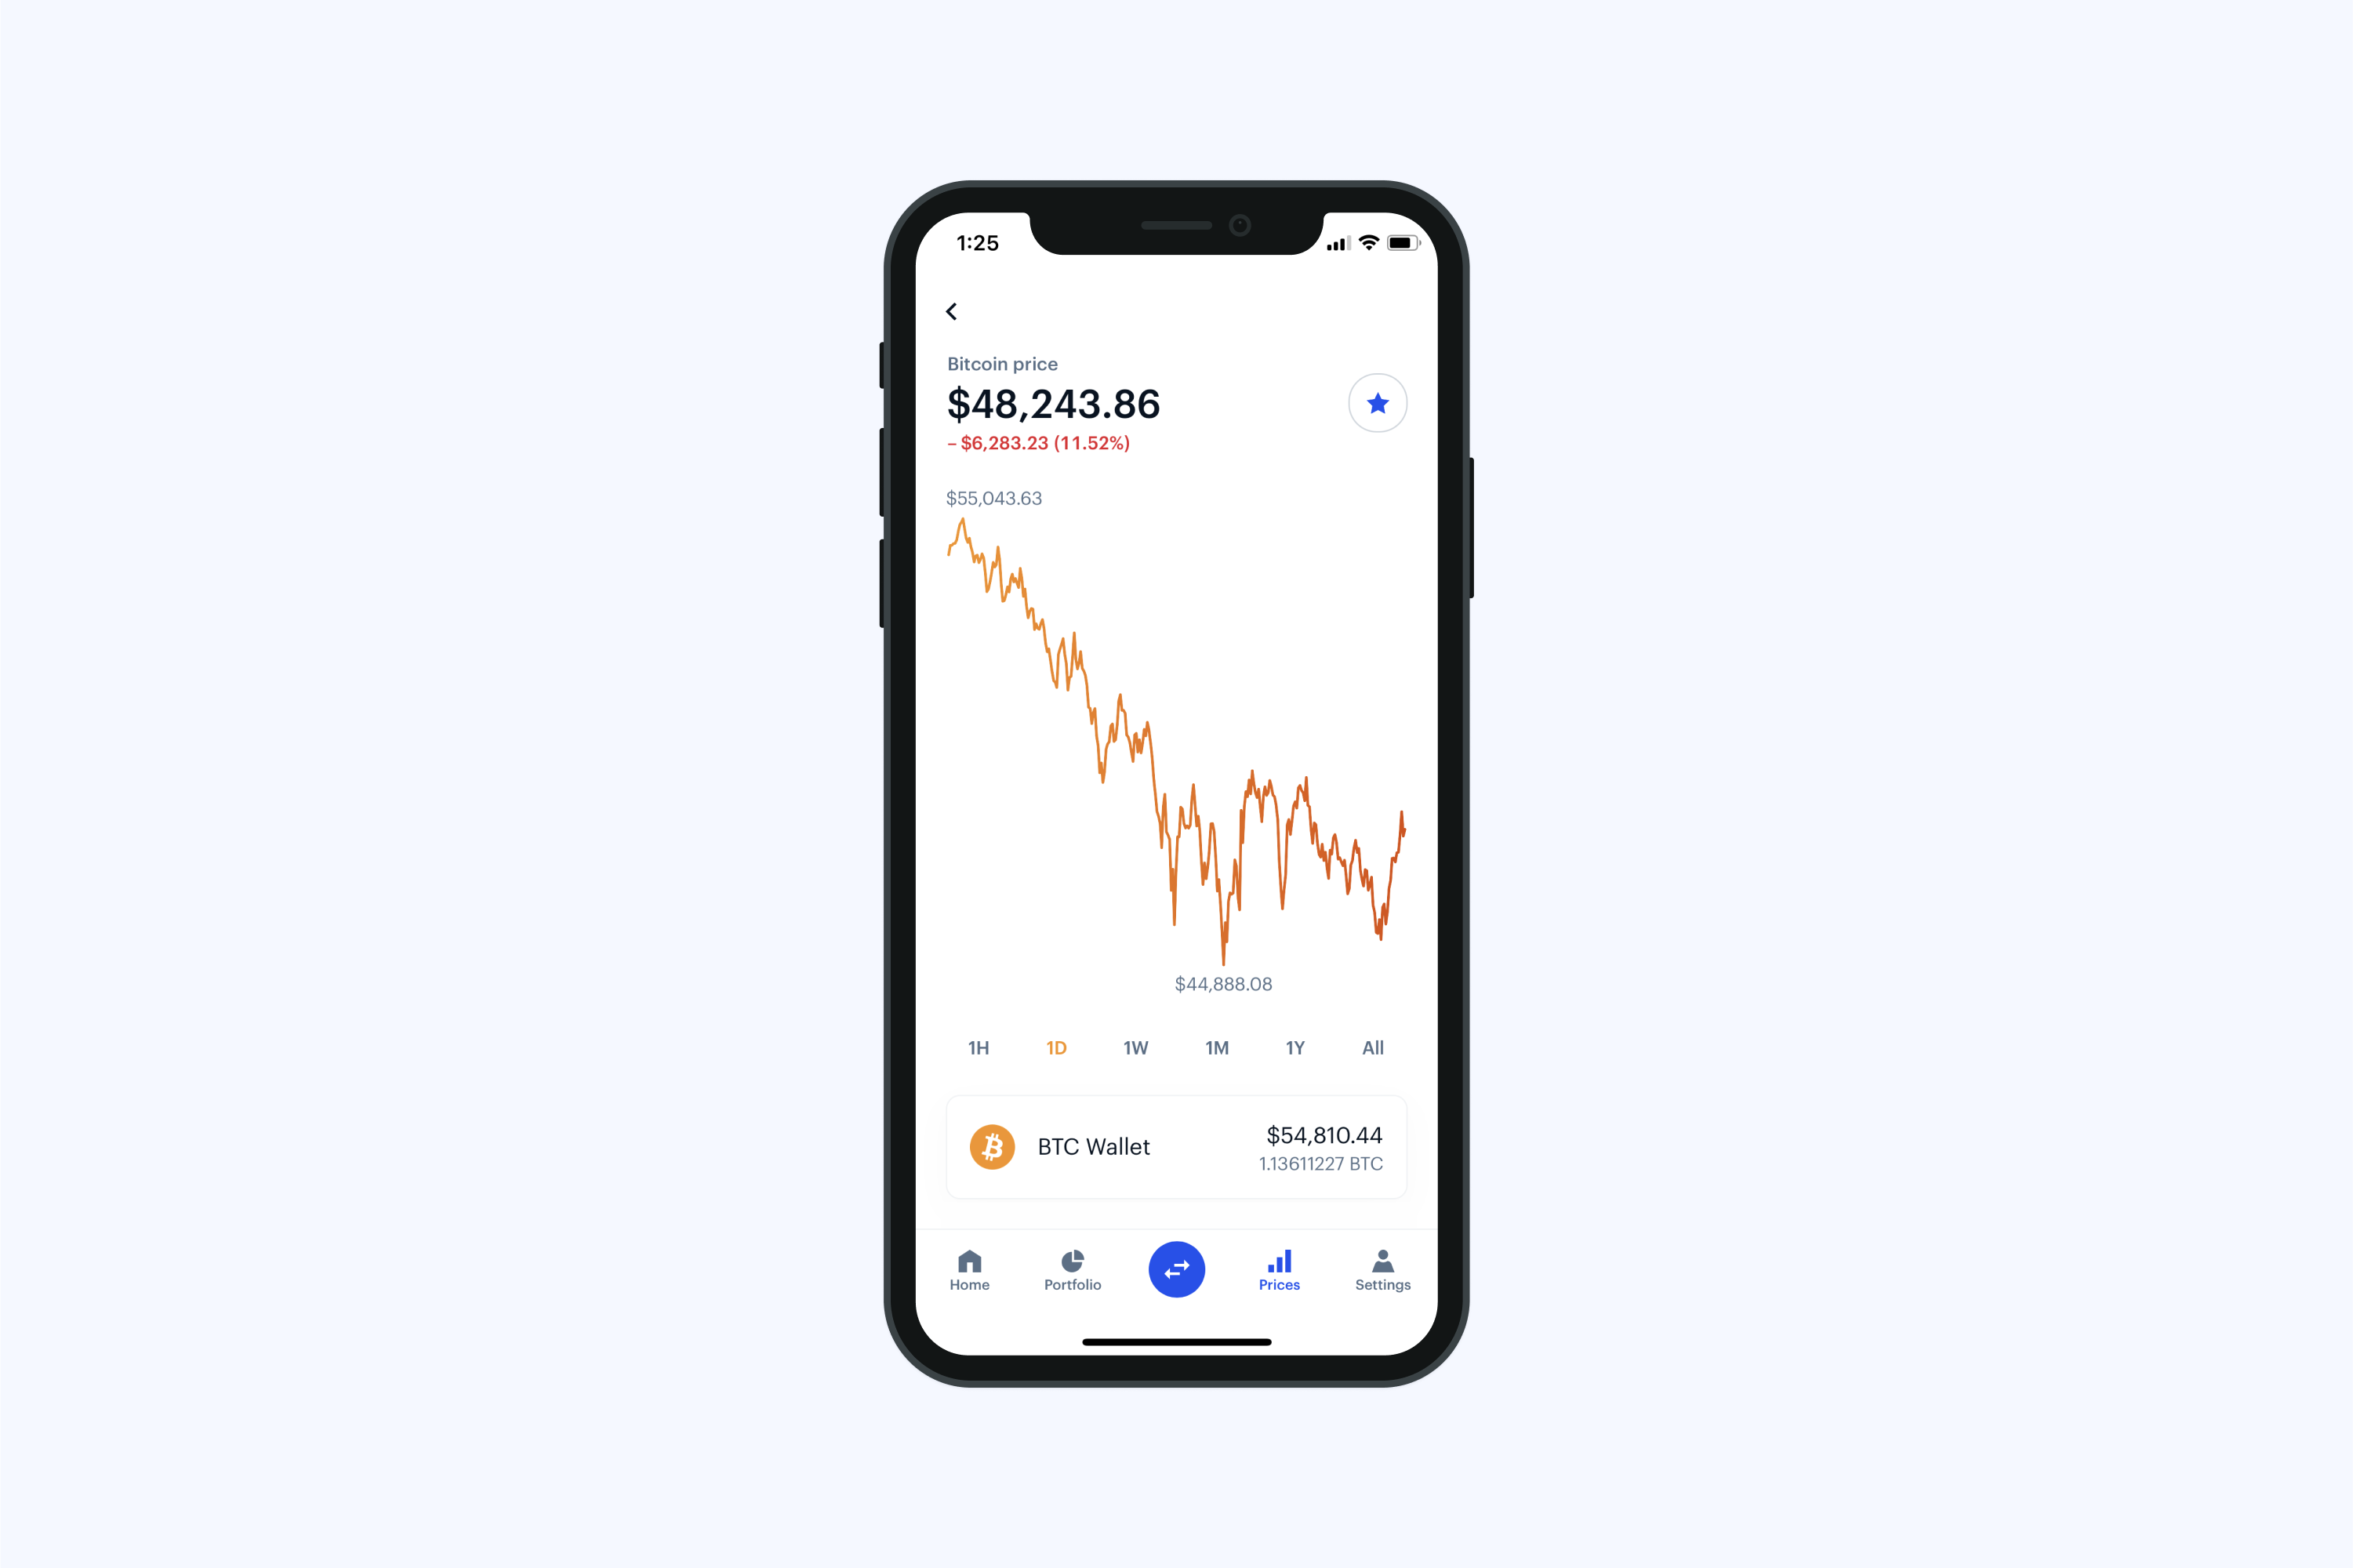 1:25
Bitcoin price
$48,243.86
– $6,283.23 (11.52%)
$55,043.63
$44,888.08
1H 1D 1W 1M 1Y All
BTC Wallet
$54,810.44
1.13611227 BTC
Home Portfolio Prices Settings